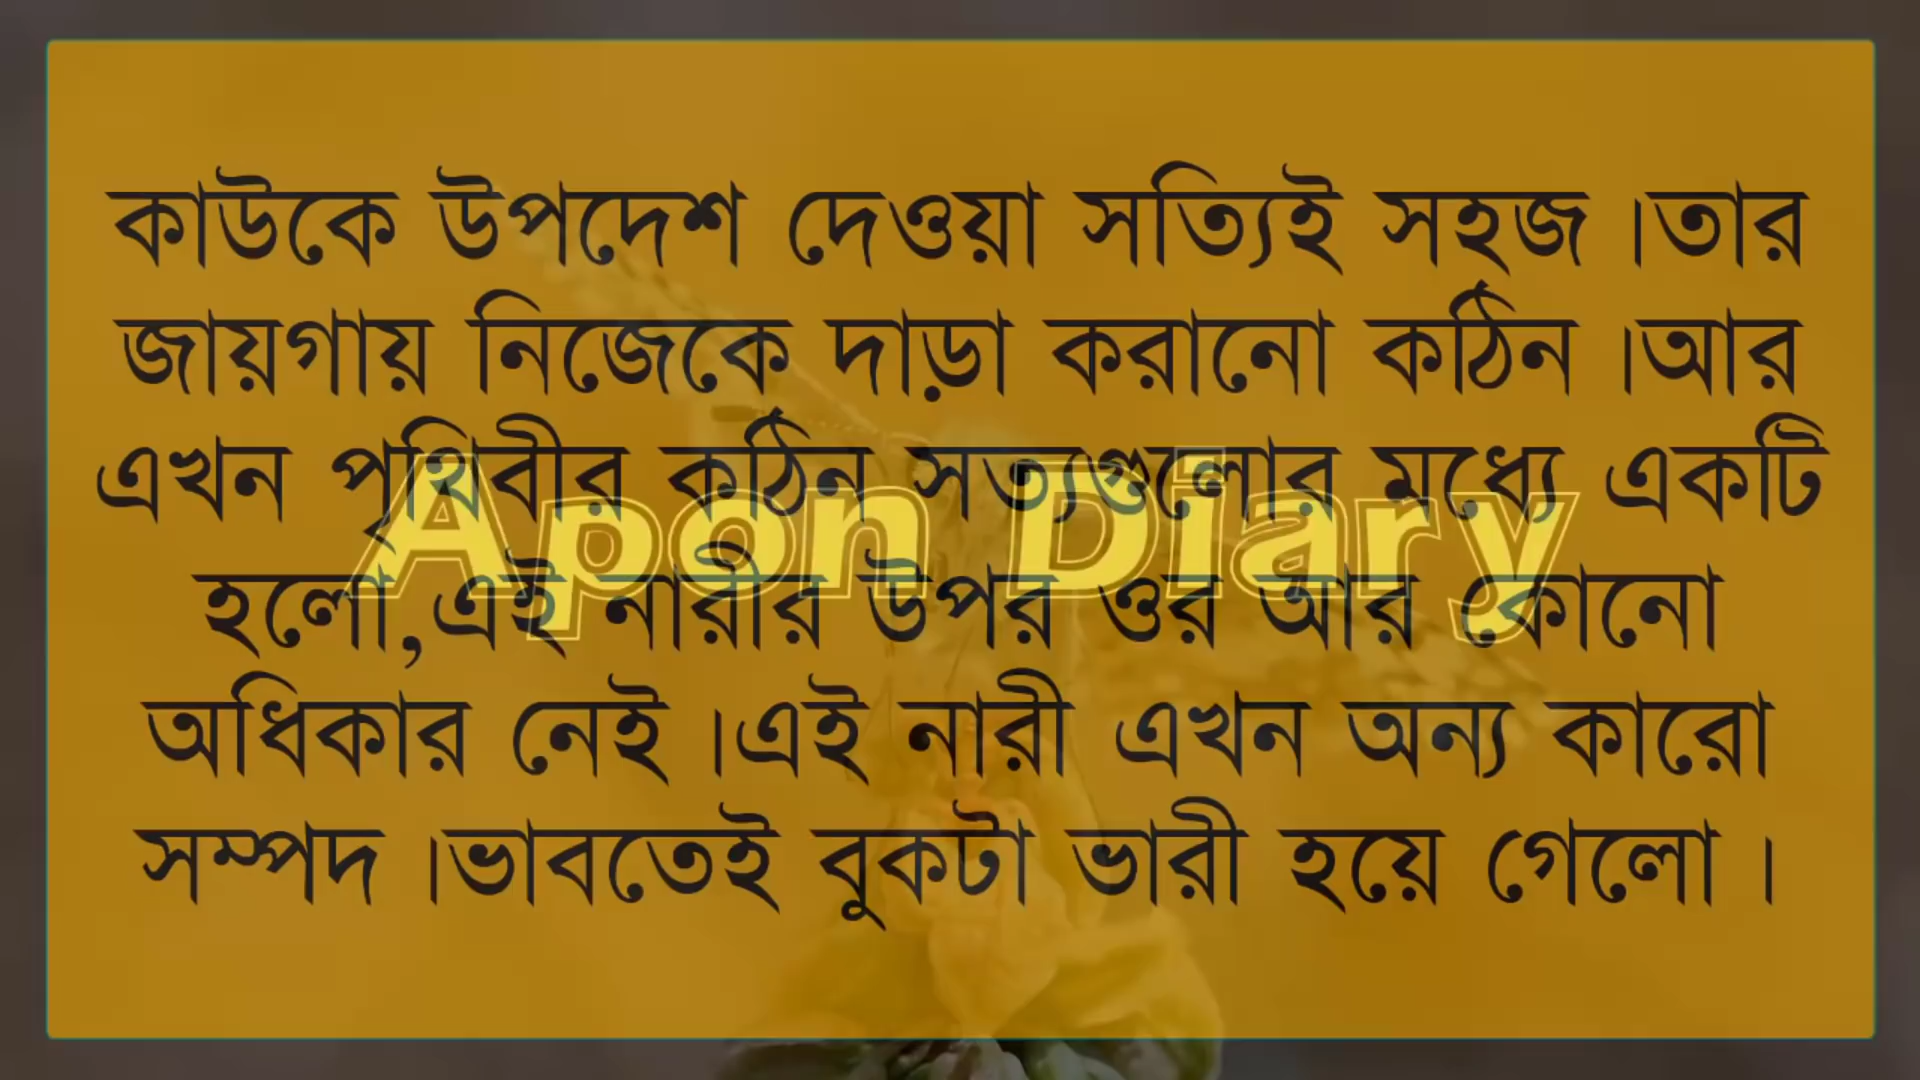 কাউকে উপদেশ দেওয়া সত্যিই সহজ ।তার
জায়গায় নিজেকে দাড়া করানো কঠিন ।আর
এখন পৃথিবীর কঠিন সত্যগুলোর মধ্যে একটি
Apon Diary
হলো,এই নারীর উপর ওর আর কোনো
অধিকার নেই ।এই নারী এখন অন্য কারো
সম্পদ ।ভাবতেই বুকটা ভারী হয়ে গেলো ।